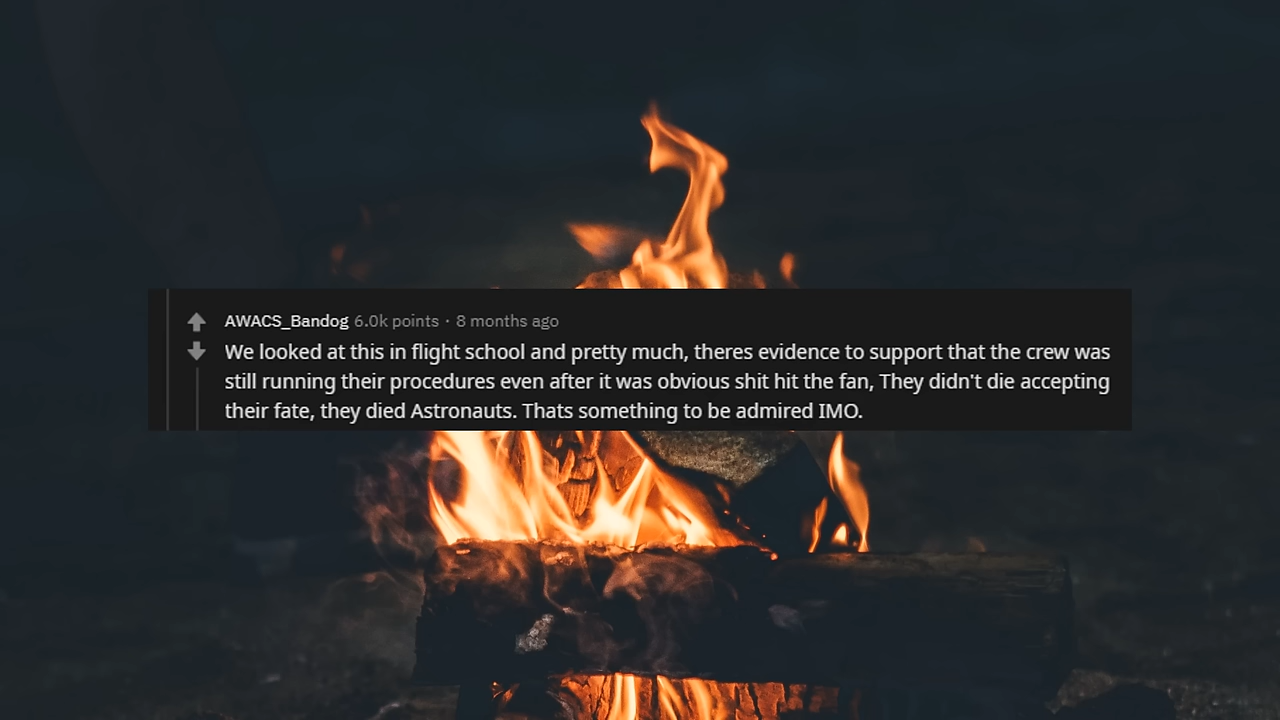 AWACS_Bandog 6.0k points · 8 months ago
We looked at this in flight school and pretty much, theres evidence to support that the crew was
still running their procedures even after it was obvious shit hit the fan, They didn't die accepting
their fate, they died Astronauts. Thats something to be admired IMO.